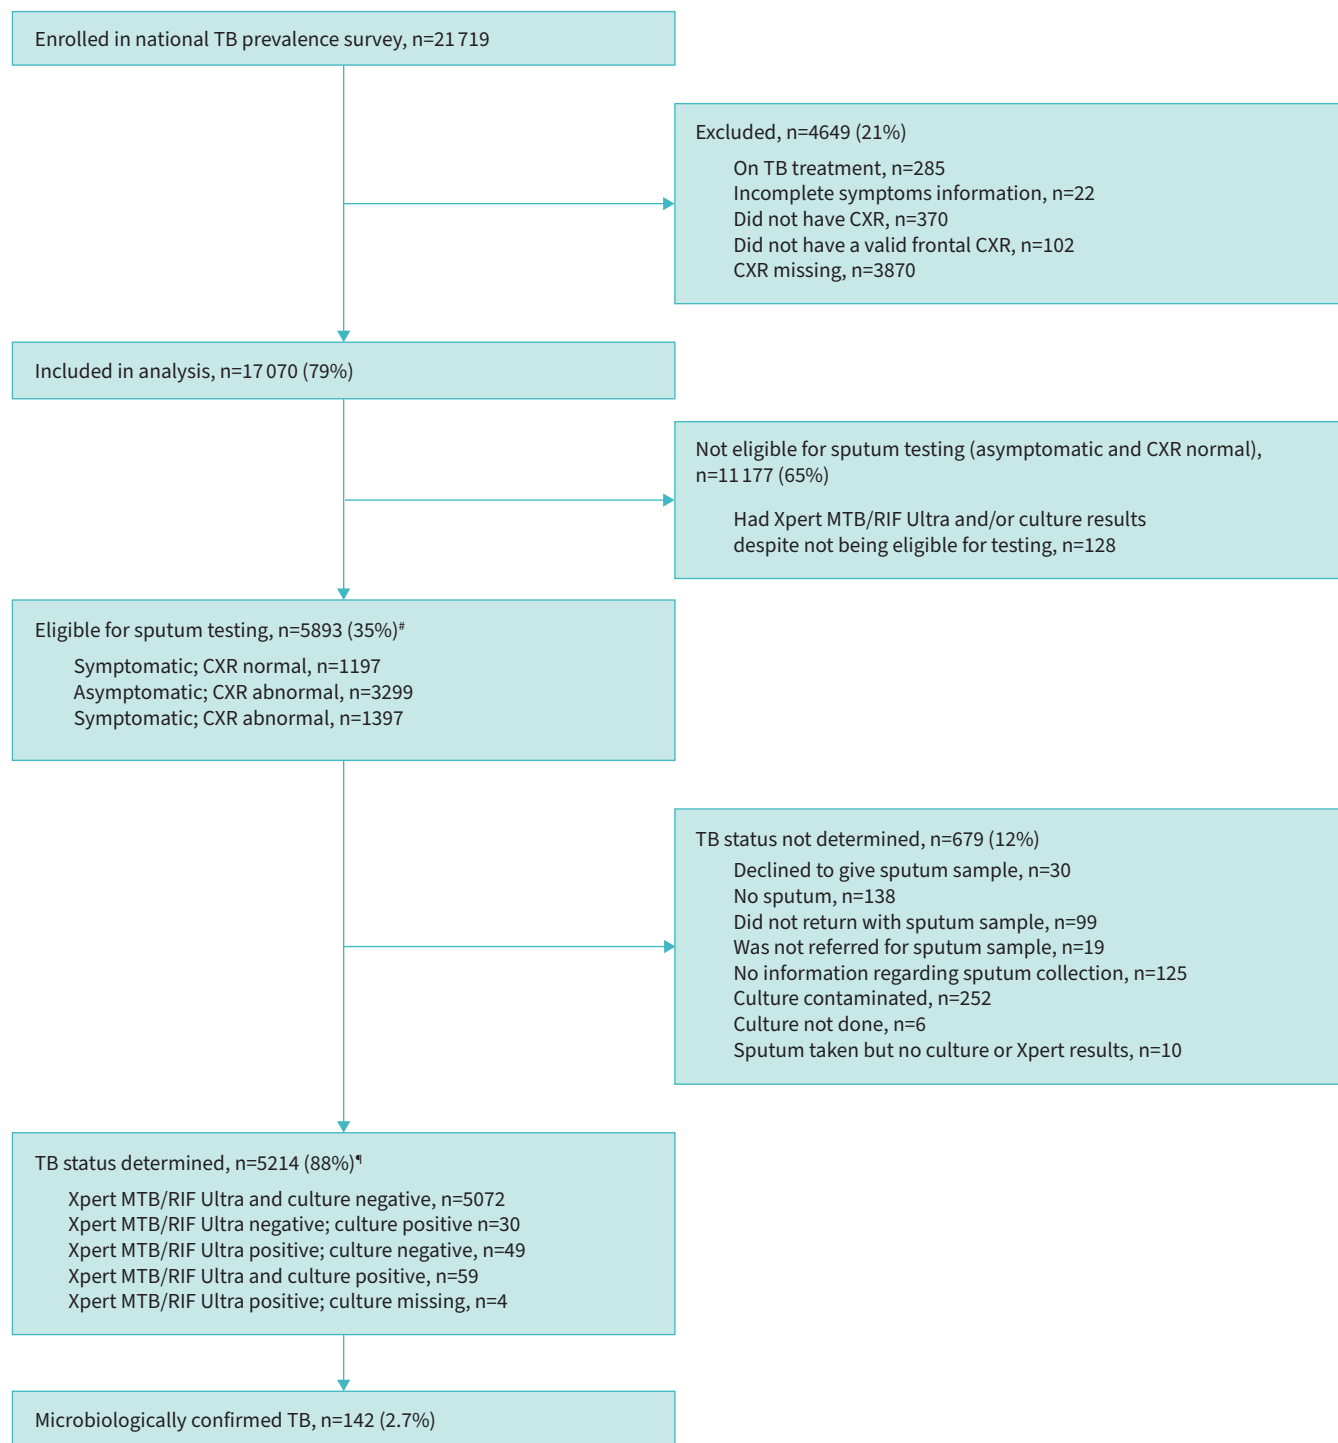 Enrolled in national TB prevalence survey, n=21 719
Excluded, n=4649 (21%)
On TB treatment, n=285
Incomplete symptoms information, n=22
Did not have CXR, n=370
Did not have a valid frontal CXR, n=102
CXR missing, n=3870
Included in analysis, n=17 070 (79%)
Not eligible for sputum testing (asymptomatic and CXR normal),
n=11 177 (65%)
Had Xpert MTB/RIF Ultra and/or culture results
despite not being eligible for testing, n=128
Eligible for sputum testing, n=5893 (35%)#
Symptomatic; CXR normal, n=1197
Asymptomatic; CXR abnormal, n=3299
Symptomatic; CXR abnormal, n=1397
TB status not determined, n=679 (12%)
Declined to give sputum sample, n=30
No sputum, n=138
Did not return with sputum sample, n=99
Was not referred for sputum sample, n=19
No information regarding sputum collection, n=125
Culture contaminated, n=252
Culture not done, n=6
Sputum taken but no culture or Xpert results, n=10
TB status determined, n=5214 (88%)¶
Xpert MTB/RIF Ultra and culture negative, n=5072
Xpert MTB/RIF Ultra negative; culture positive n=30
Xpert MTB/RIF Ultra positive; culture negative, n=49
Xpert MTB/RIF Ultra and culture positive, n=59
Xpert MTB/RIF Ultra positive; culture missing, n=4
Microbiologically confirmed TB, n=142 (2.7%)